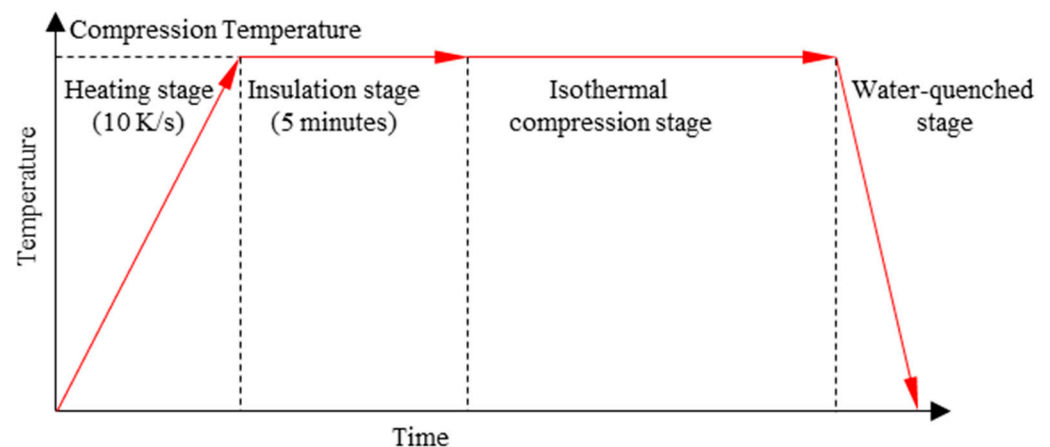 Compression Temperature
Heating stage
(10 K/s)
Insulation stage
(5 minutes)
Isothermal
compression stage
Water-quenched
stage
Temperature
Time